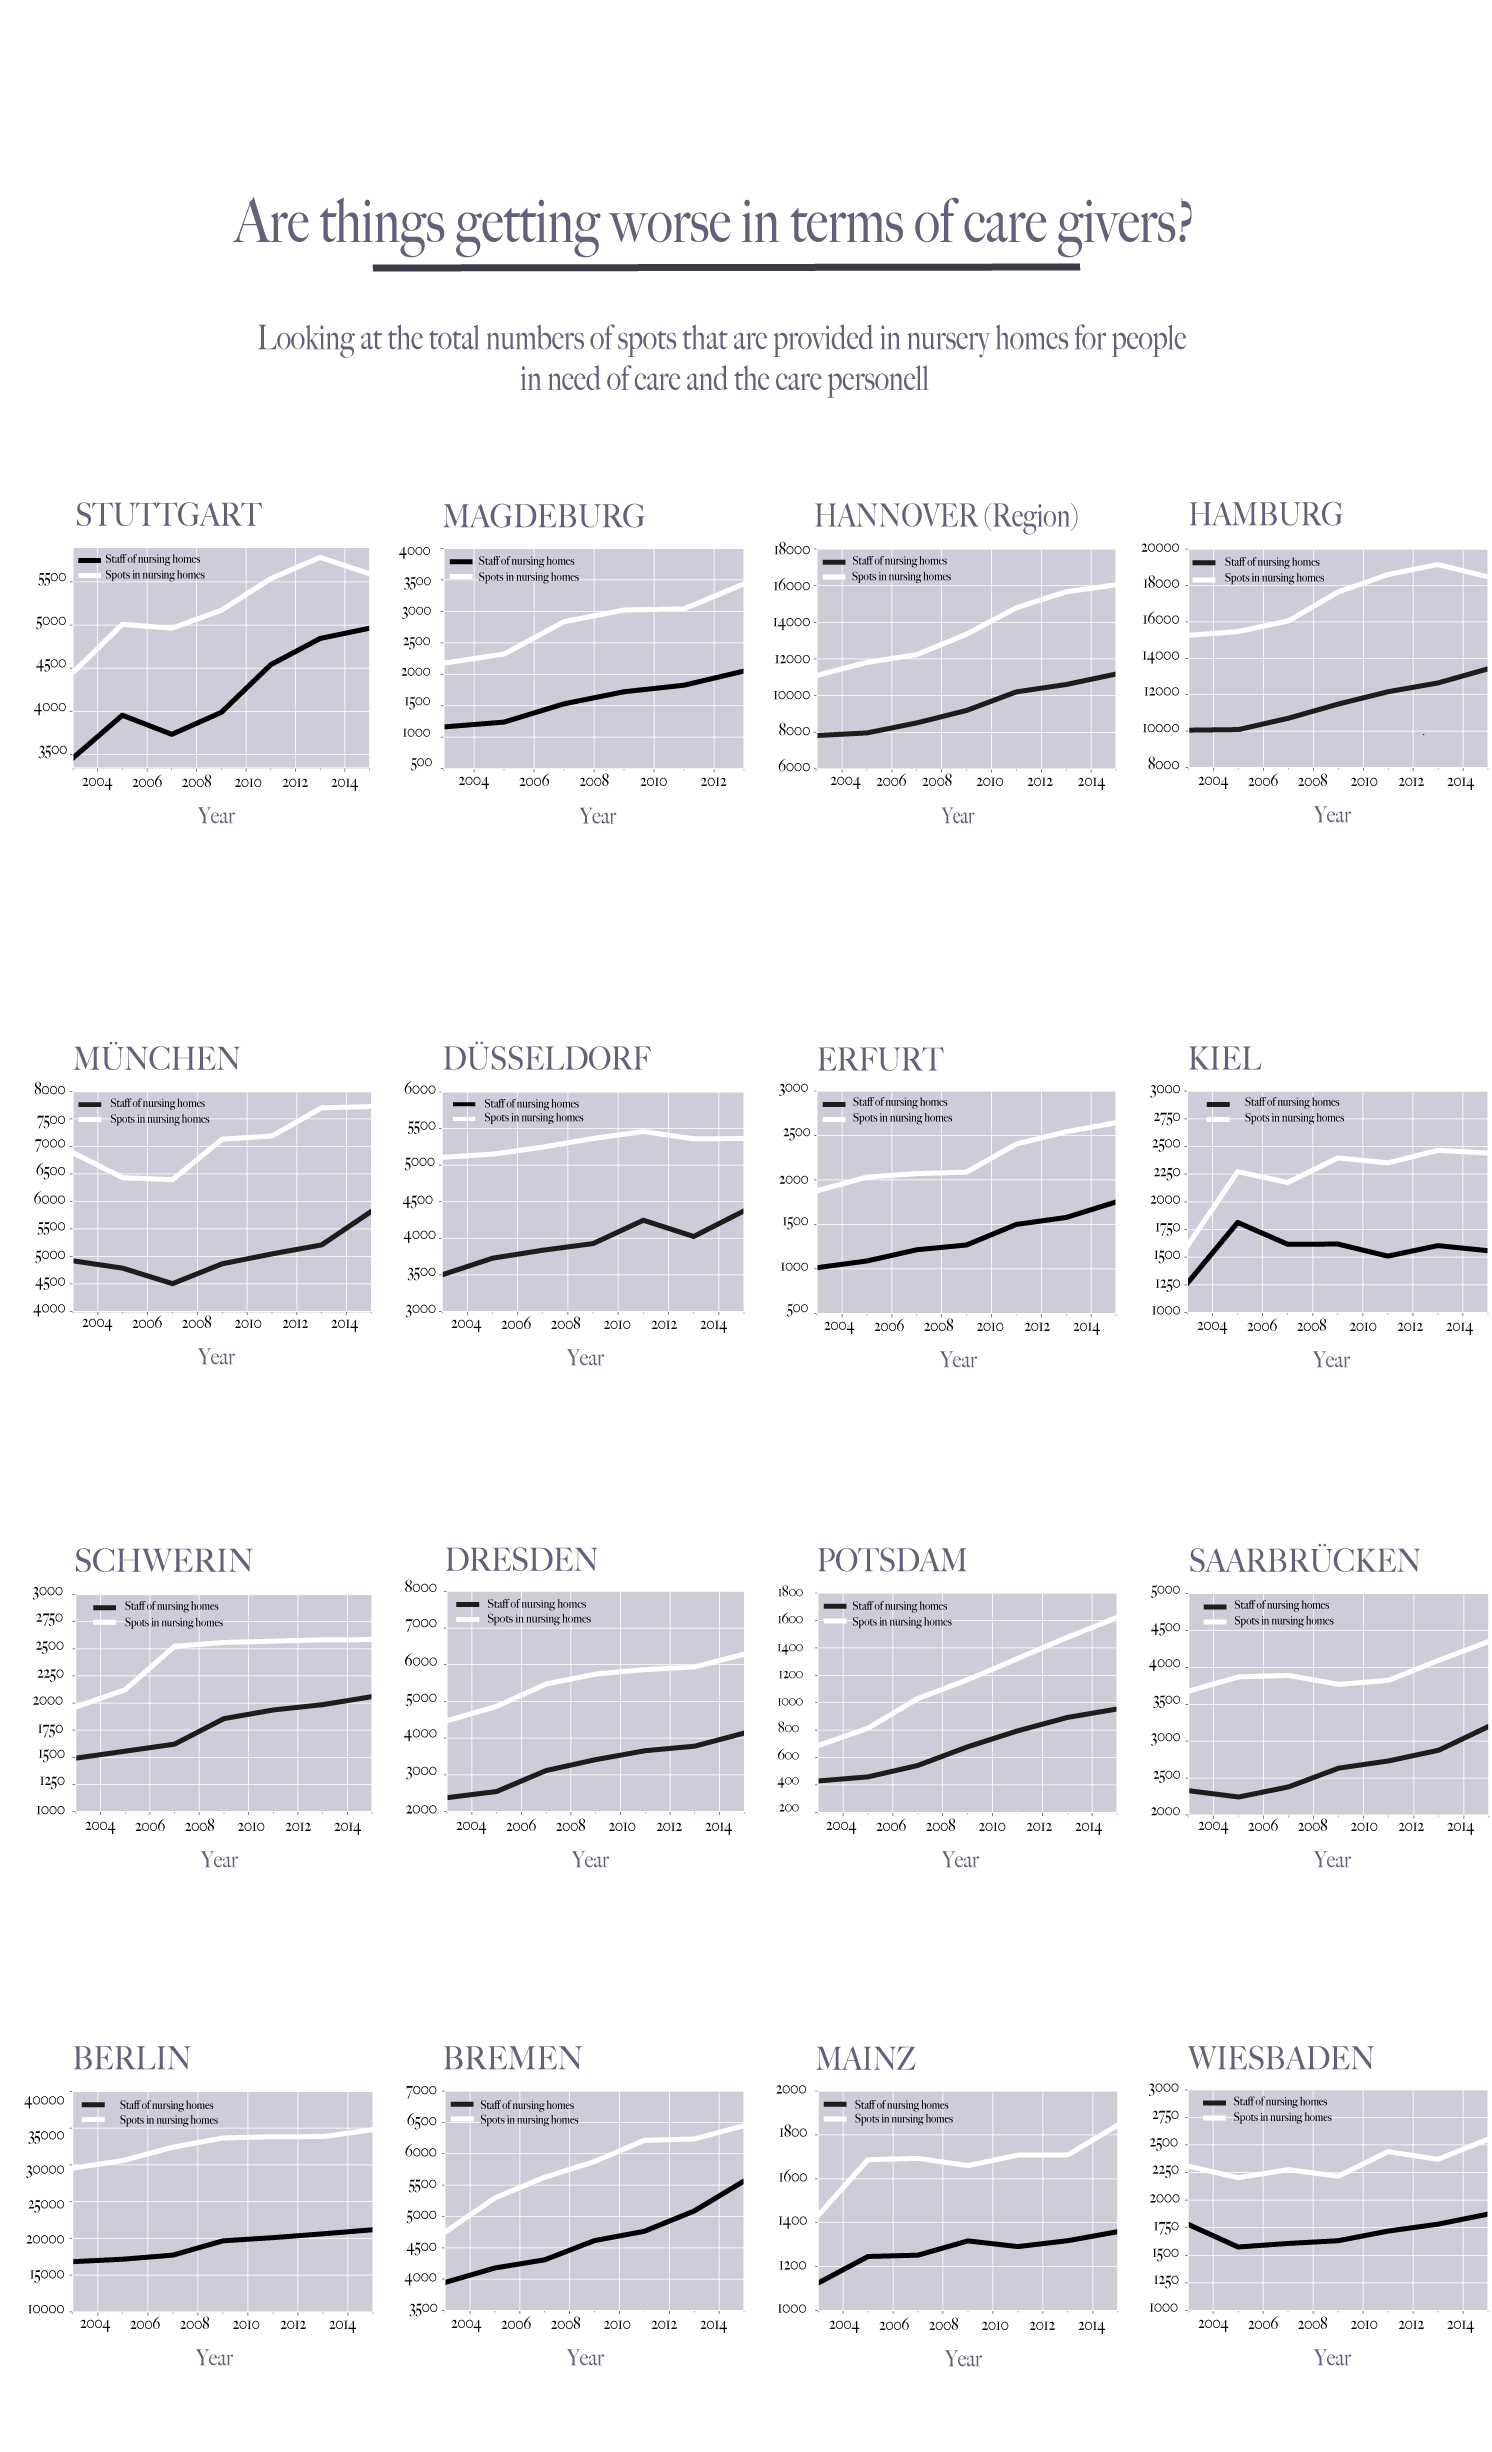 Are things getting worse in terms of care givers?
Looking at the total numbers of spots that are provided in nursery homes for people
in need of care and the care personell
STUTTGART
Staff of nursing homes
Spots in nursing homes
5500
5000
4500
4000
3500
2004 2006 2008 2010 2012 2014
Year
MAGDEBURG
4000
Staff of nursing homes
Spots in nursing homes
3500
3000
2500
2000
1500
1000
500
2004 2006 2008 2010 2012
Year
HANNOVER (Region)
18000
Staff of nursing homes
Spots in nursing homes
16000
14000
12000
10000
8000
6000
2004 2006 2008 2010 2012 2014
Year
HAMBURG
20000
Staff of nursing homes
Spots in nursing homes
18000
16000
14000
12000
10000
8000
2004 2006 2008 2010 2012 2014
Year
MÜNCHEN
8000
Staff of nursing homes
Spots in nursing homes
7500
7000
6500
6000
5500
5000
4500
4000
2004 2006 2008 2010 2012 2014
Year
DÜSSELDORF
6000
Staff of nursing homes
Spots in nursing homes
5500
5000
4500
4000
3500
3000
2004 2006 2008 2010 2012 2014
Year
ERFURT
3000
Staff of nursing homes
Spots in nursing homes
2500
2000
1500
1000
500
2004 2006 2008 2010 2012 2014
Year
KIEL
3000
Staff of nursing homes
Spots in nursing homes
2750
2500
2250
2000
1750
1500
1250
1000
2004 2006 2008 2010 2012 2014
Year
SCHWERIN
3000
Staff of nursing homes
Spots in nursing homes
2750
2500
2250
2000
1750
1500
1250
1000
2004 2006 2008 2010 2012 2014
Year
DRESDEN
8000
Staff of nursing homes
Spots in nursing homes
7000
6000
5000
4000
3000
2000
2004 2006 2008 2010 2012 2014
Year
POTSDAM
1800
Staff of nursing homes
Spots in nursing homes
1600
1400
1200
1000
800
600
400
200
2004 2006 2008 2010 2012 2014
Year
SAARBRÜCKEN
5000
Staff of nursing homes
Spots in nursing homes
4500
4000
3500
3000
2500
2000
2004 2006 2008 2010 2012 2014
Year
BERLIN
40000
Staff of nursing homes
Spots in nursing homes
35000
30000
25000
20000
15000
10000
2004 2006 2008 2010 2012 2014
Year
BREMEN
7000
Staff of nursing homes
Spots in nursing homes
6500
6000
5500
5000
4500
4000
3500
2004 2006 2008 2010 2012 2014
Year
MAINZ
2000
Staff of nursing homes
Spots in nursing homes
1800
1600
1400
1200
1000
2004 2006 2008 2010 2012 2014
Year
WIESBADEN
3000
Staff of nursing homes
Spots in nursing homes
2750
2500
2250
2000
1750
1500
1250
1000
2004 2006 2008 2010 2012 2014
Year